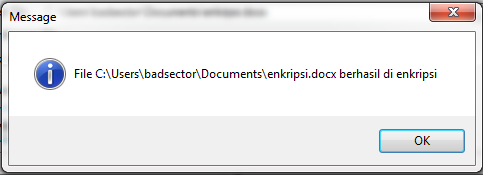 Message
File C:\Users\badsector\Documents\enkripsi.docx berhasil di enkripsi
OK